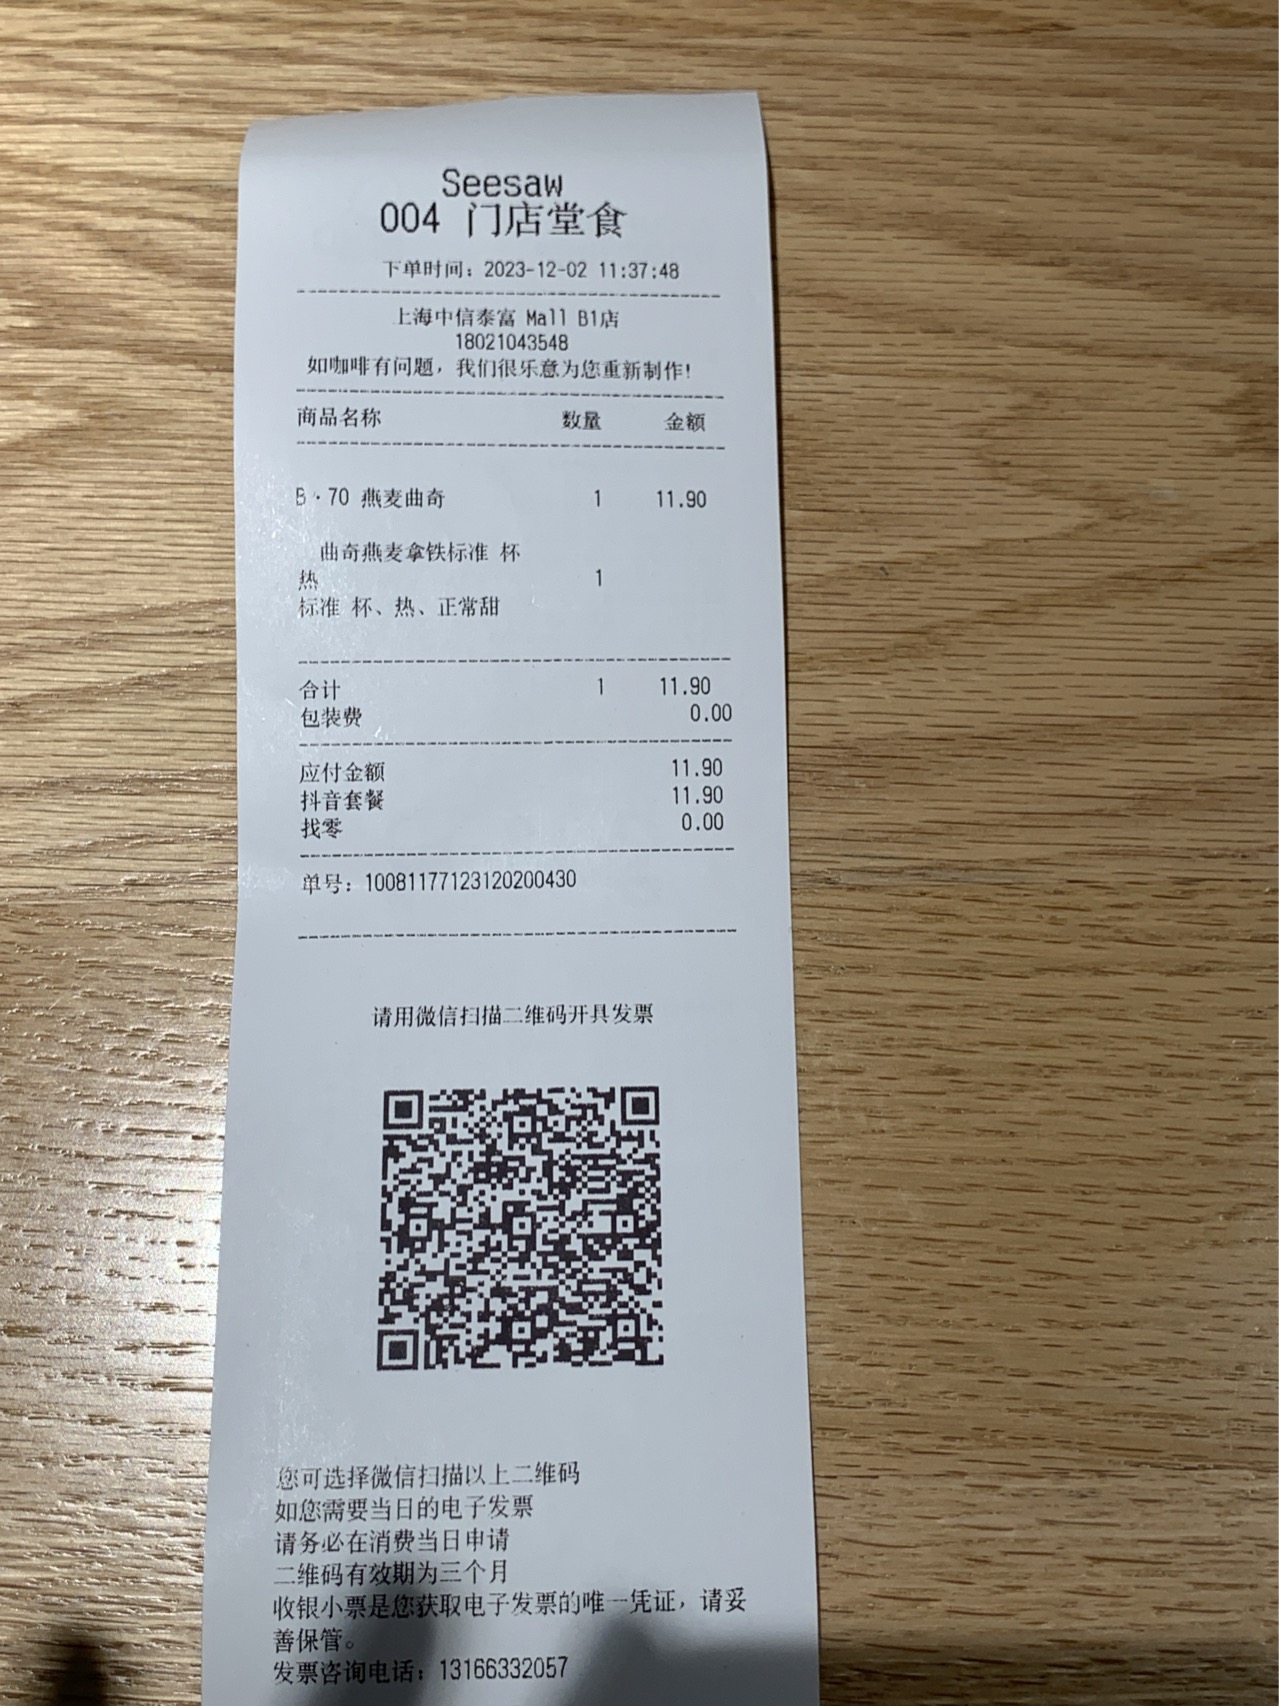 Seesaw
004 门店堂食
下单时间：2023-12-02 11:37:48
上海中信泰富 Mall B1店
18021043548
如咖啡有问题，我们很乐意为您重新制作!
商品名称 数量 金额
B·70 燕麦曲奇 1 11.90
曲奇燕麦拿铁标准 杯
热 1
标准 杯、热、正常甜
合计 1 11.90
包装费 0.00
应付金额 11.90
抖音套餐 11.90
找零 0.00
单号：10081177123120200430
请用微信扫描二维码开具发票
您可选择微信扫描以上二维码
如您需要当日的电子发票
请务必在消费当日申请
二维码有效期为三个月
收银小票是您获取电子发票的唯一凭证，请妥
善保管。
发票咨询电话：13166332057